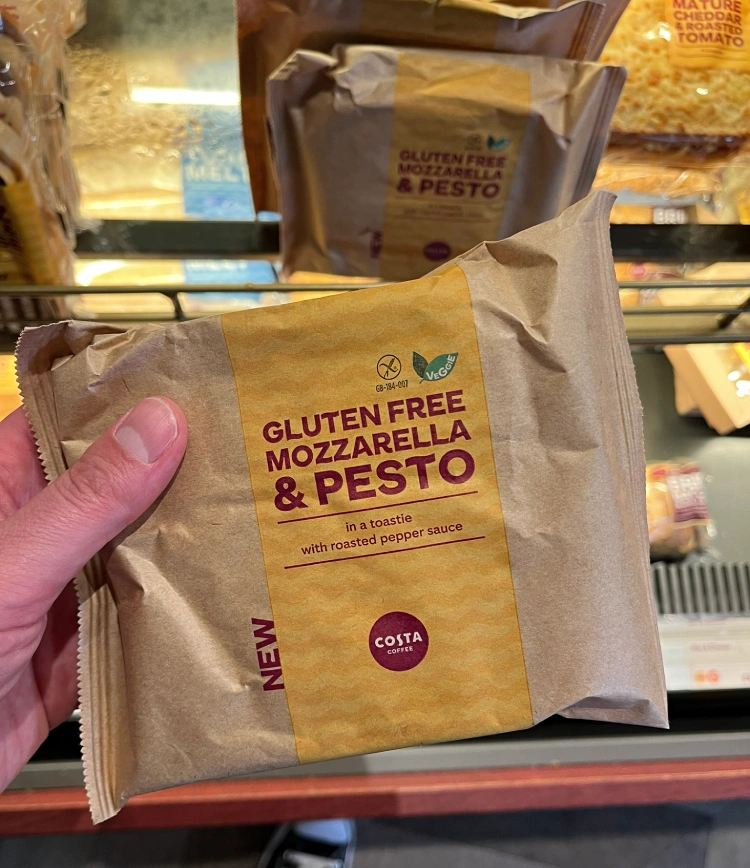 MATURE
CHEDDAR
& ROASTED
TOMATO
GLUTEN FREE
MOZZARELLA
& PESTO
GB-184-007
VEGGIE
GLUTEN FREE
MOZZARELLA
& PESTO
in a toastie
with roasted pepper sauce
NEW
COSTA
COFFEE